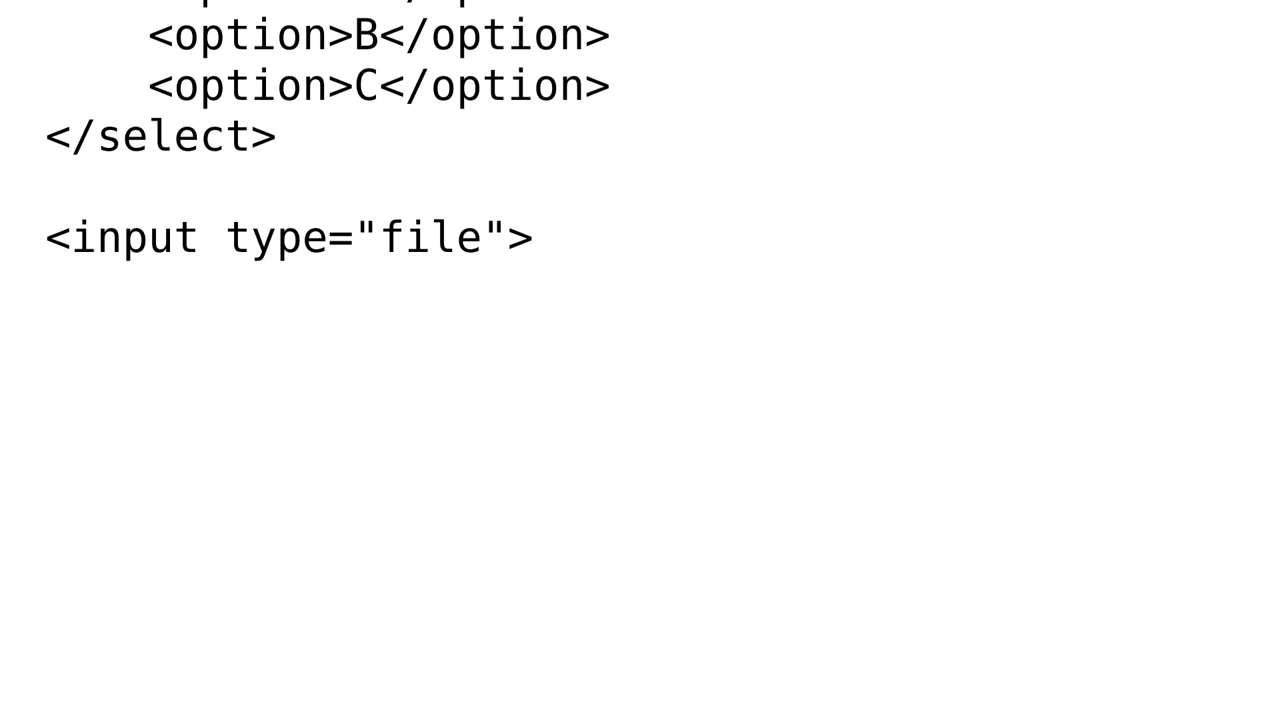 <option>B</option>
    <option>C</option>
</select>

<input type="file">